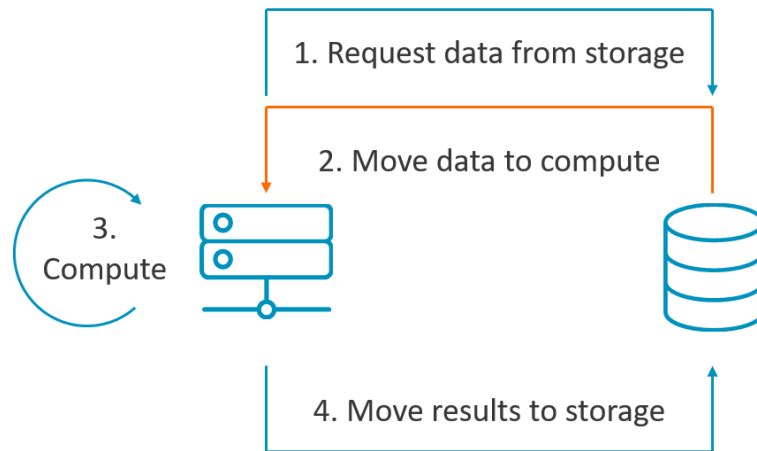 1. Request data from storage
2. Move data to compute
3.
Compute
4. Move results to storage